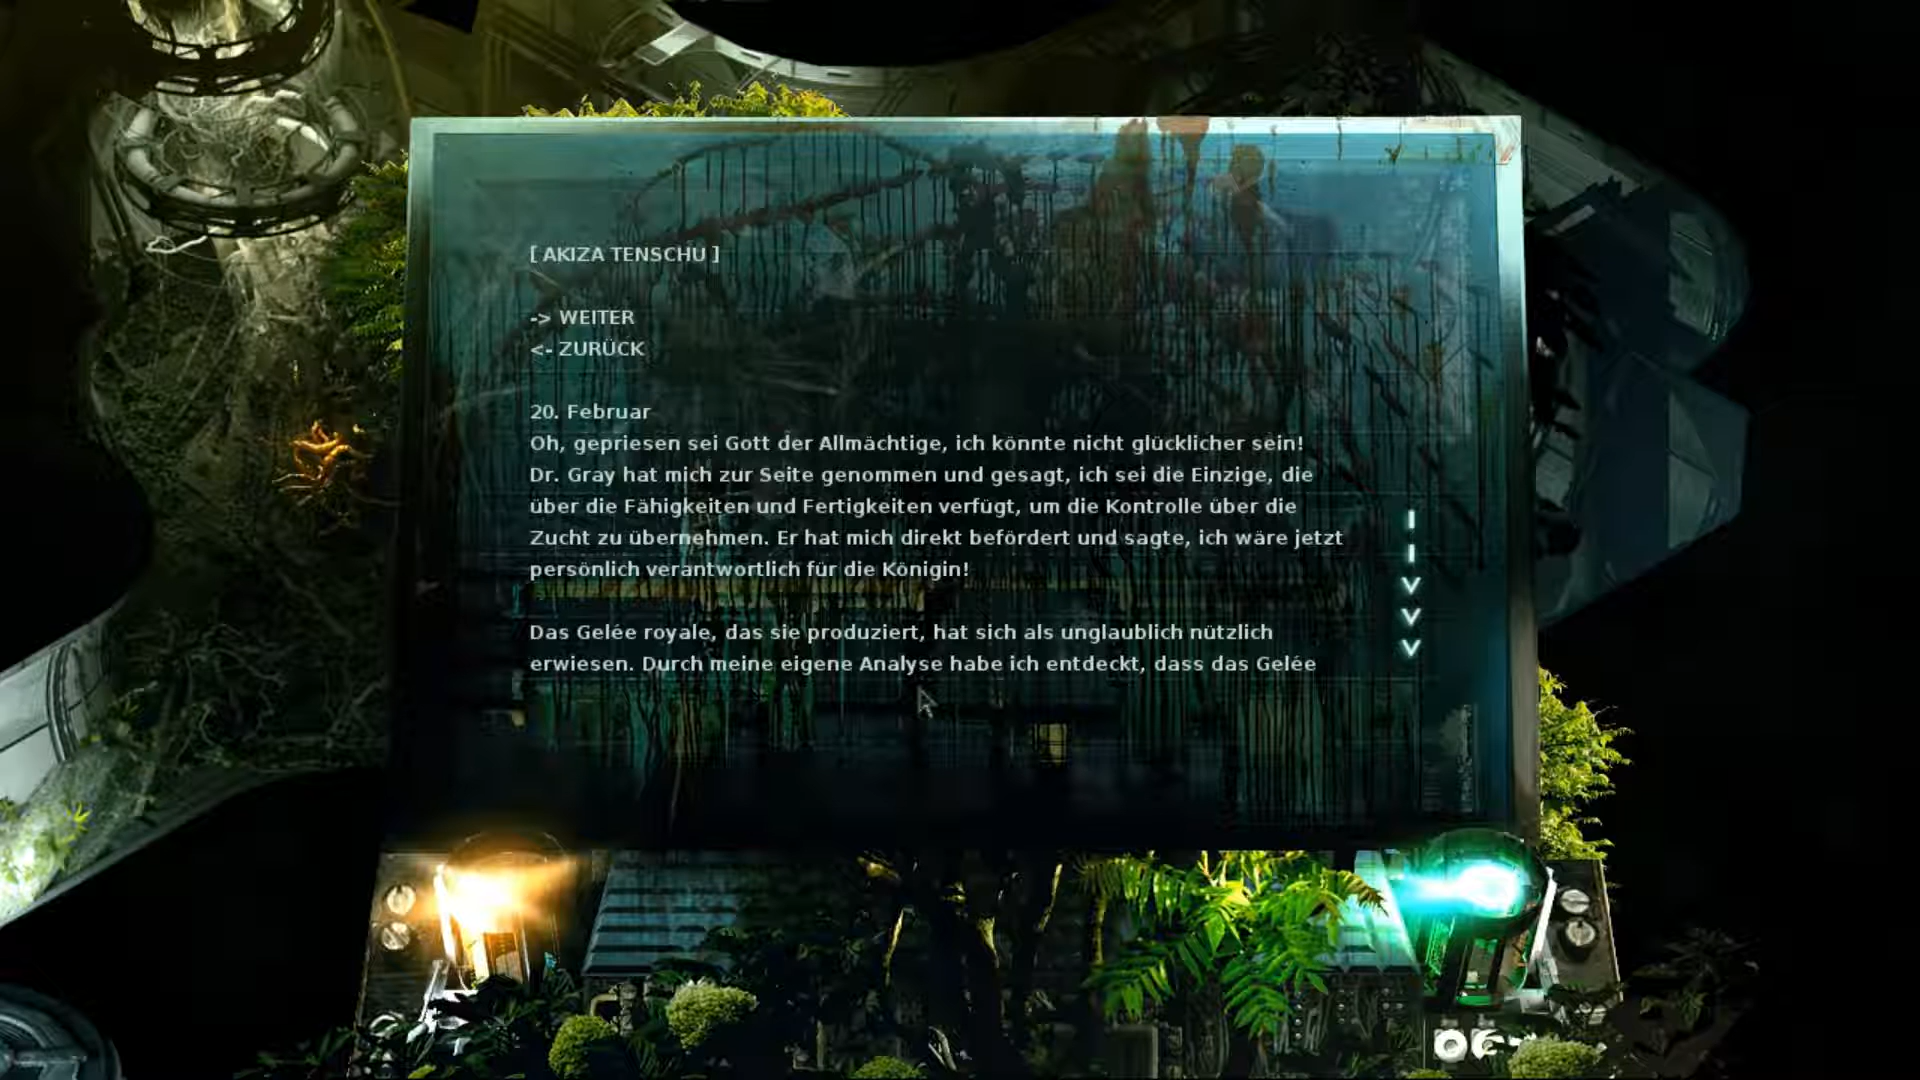 [ AKIZA TENSCHU ]
-> WEITER
<- ZURÜCK
20. Februar
Oh, gepriesen sei Gott der Allmächtige, ich könnte nicht glücklicher sein!
Dr. Gray hat mich zur Seite genommen und gesagt, ich sei die Einzige, die
über die Fähigkeiten und Fertigkeiten verfügt, um die Kontrolle über die
Zucht zu übernehmen. Er hat mich direkt befördert und sagte, ich wäre jetzt
persönlich verantwortlich für die Königin!
Das Gelée royale, das sie produziert, hat sich als unglaublich nützlich
erwiesen. Durch meine eigene Analyse habe ich entdeckt, dass das Gelée